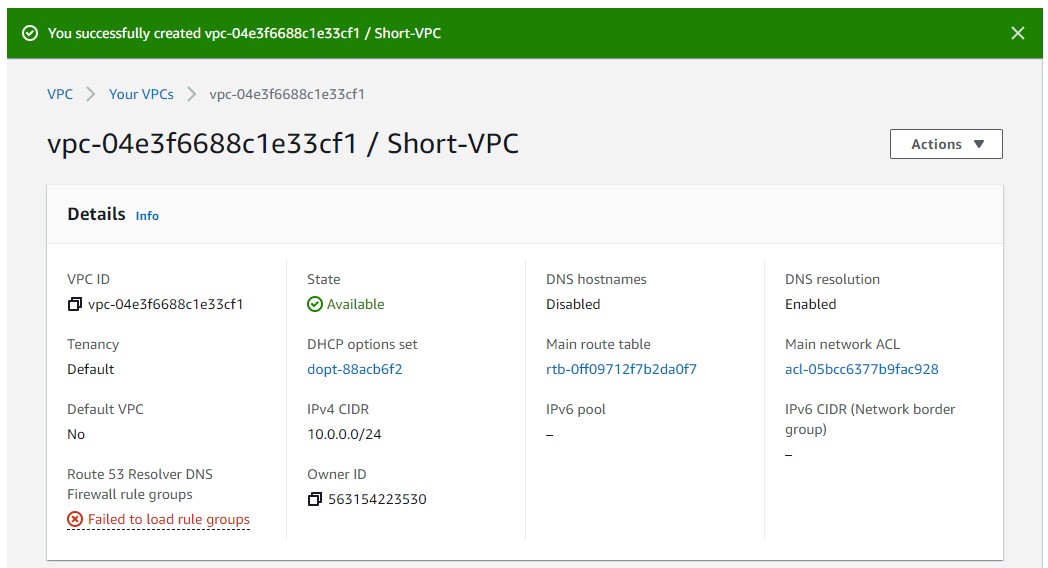 You successfully created vpc-04e3f6688c1e33cf1 / Short-VPC
VPC > Your VPCs > vpc-04e3f6688c1e33cf1
vpc-04e3f6688c1e33cf1 / Short-VPC
Actions
Details Info
VPC ID
vpc-04e3f6688c1e33cf1
State
Available
DNS hostnames
Disabled
DNS resolution
Enabled
Tenancy
Default
DHCP options set
dopt-88acb6f2
Main route table
rtb-0ff09712f7b2da0f7
Main network ACL
acl-05bcc6377b9fac928
Default VPC
No
IPv4 CIDR
10.0.0.0/24
IPv6 pool
–
IPv6 CIDR (Network border
group)
–
Route 53 Resolver DNS
Firewall rule groups
Failed to load rule groups
Owner ID
563154223530